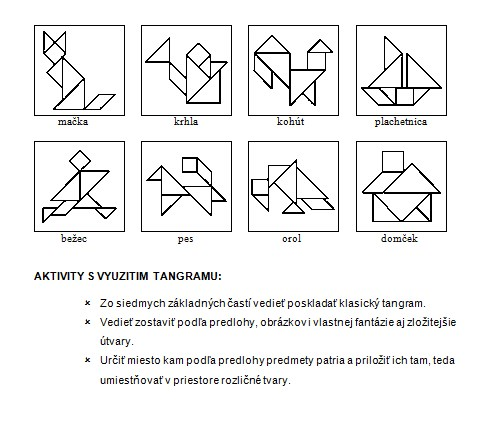 mačka krhla kohút plachetnica
bežec pes orol domček
AKTIVITY S VYUZITIM TANGRAMU:
× Zo siedmych základných častí vedieť poskladať klasický tangram.
× Vedieť zostaviť podľa predlohy, obrázkov i vlastnej fantázie aj zložitejšie
útvary.
× Určiť miesto kam podľa predlohy predmety patria a priložiť ich tam, teda
umiestňovať v priestore rozličné tvary.